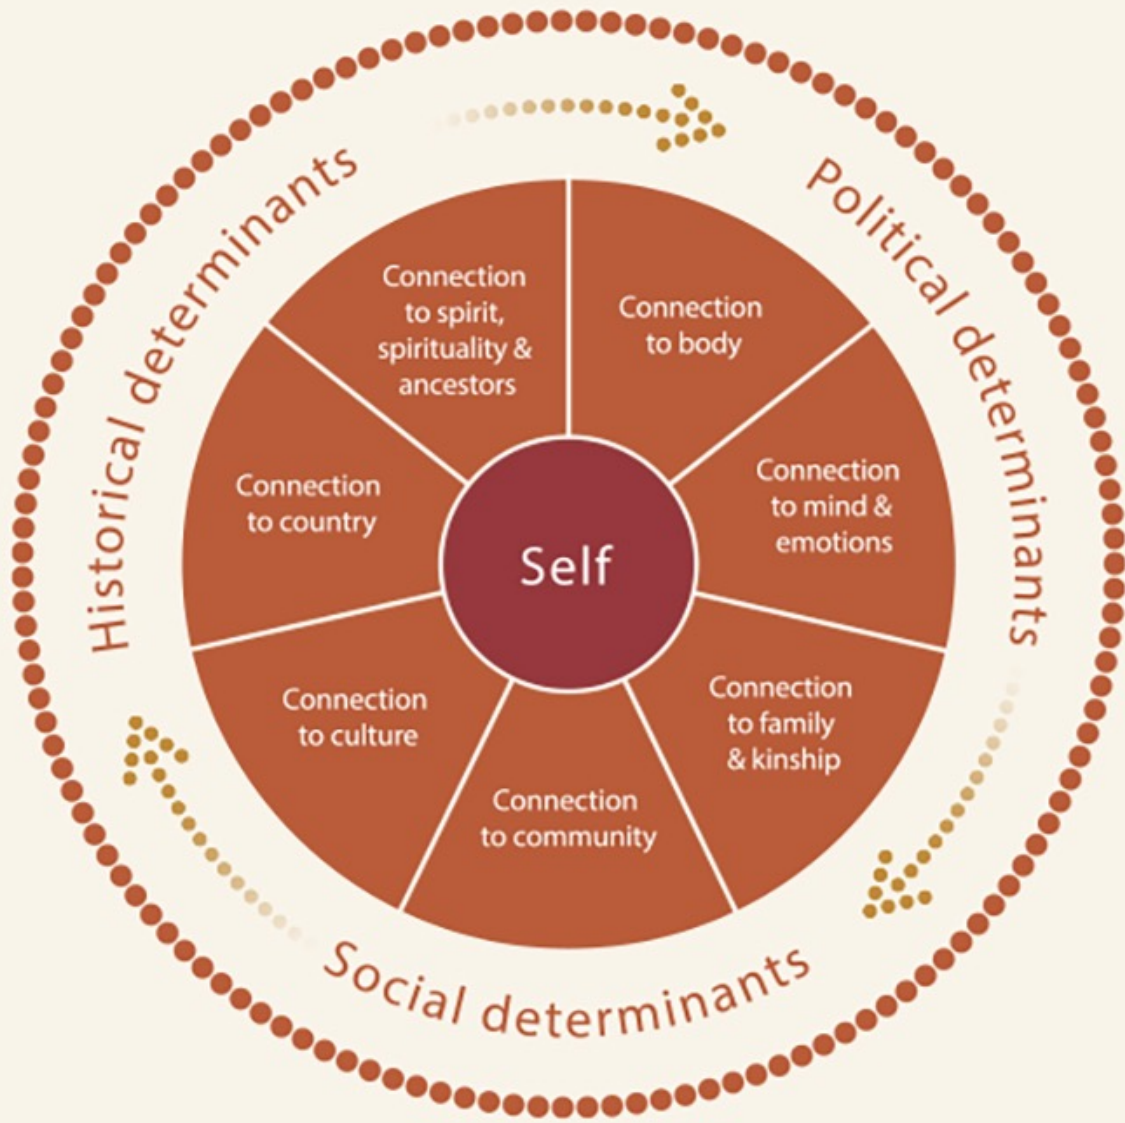 Historical determinants
Political determinants
Connection
to spirit,
spirituality &
ancestors
Connection
to body
Connection
to country
Connection
to mind &
emotions
Self
Connection
to culture
Connection
to family
& kinship
Connection
to community
Social determinants